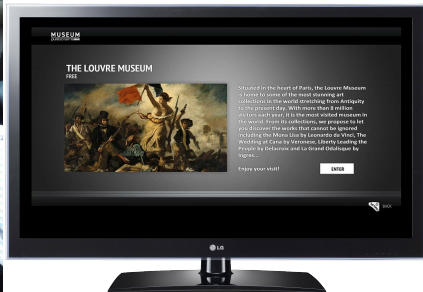 MUSEUM
THE LOUVRE MUSEUM
FREE
Situated in the heart of Paris, the Louvre Museum
is home to some of the most stunning art
collections in the world stretching from Antiquity
to the present day. With more than 8 million
visitors each year, it is the most visited museum in
the world. From its collections, we propose to let
you discover the works that cannot be ignored
including the Mona Lisa by Leonardo da Vinci, The
Wedding at Cana by Veronese, Liberty Leading the
People by Delacroix and La Grand Odalisque by
Ingres...
Enjoy your visit!
ENTER
BACK
LG